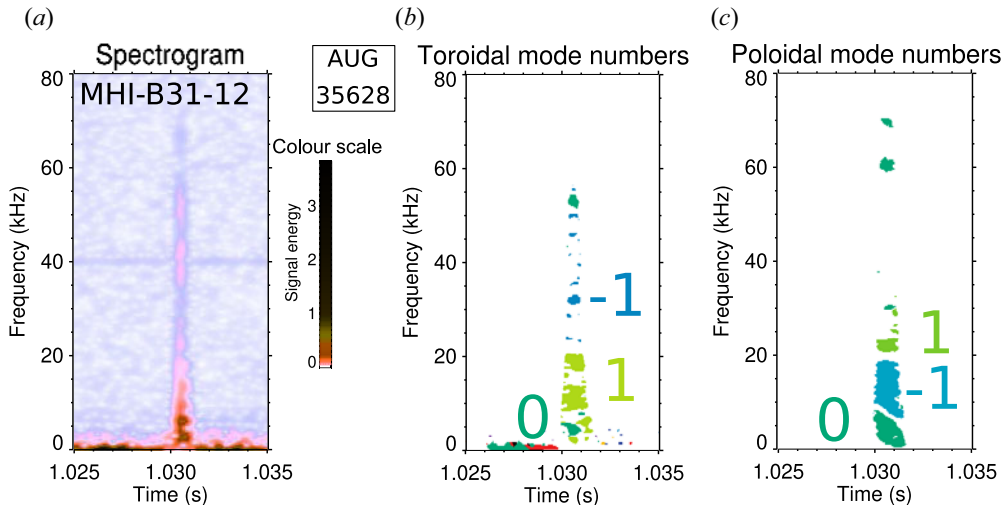 (a)
Spectrogram
MHI-B31-12
80
60
40
20
0
Frequency (kHz)
1.025
1.030
1.035
Time (s)
AUG
35628
Colour scale
3
2
1
0
Signal energy
(b)
Toroidal mode numbers
80
60
40
20
0
Frequency (kHz)
-1
1
0
1.025
1.030
1.035
Time (s)
(c)
Poloidal mode numbers
80
60
40
20
0
Frequency (kHz)
1
-1
0
1.025
1.030
1.035
Time (s)